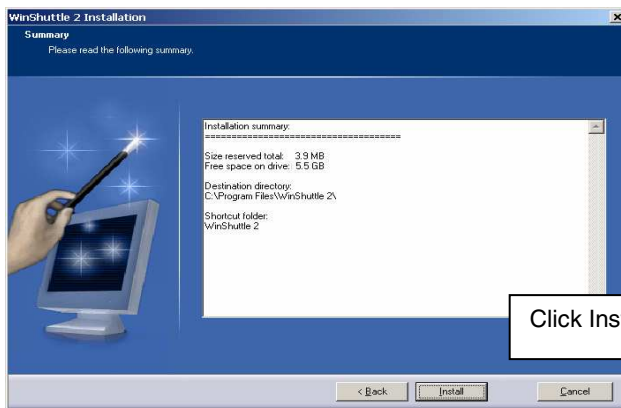 WinShuttle 2 Installation
Summary
Please read the following summary.
Installation summary:
====================================
Size reserved total: 3.9 MB
Free space on drive: 5.5 GB
Destination directory:
C:\Program Files\WinShuttle 2\
Shortcut folder:
WinShuttle 2
Click Ins
< Back
Install
Cancel